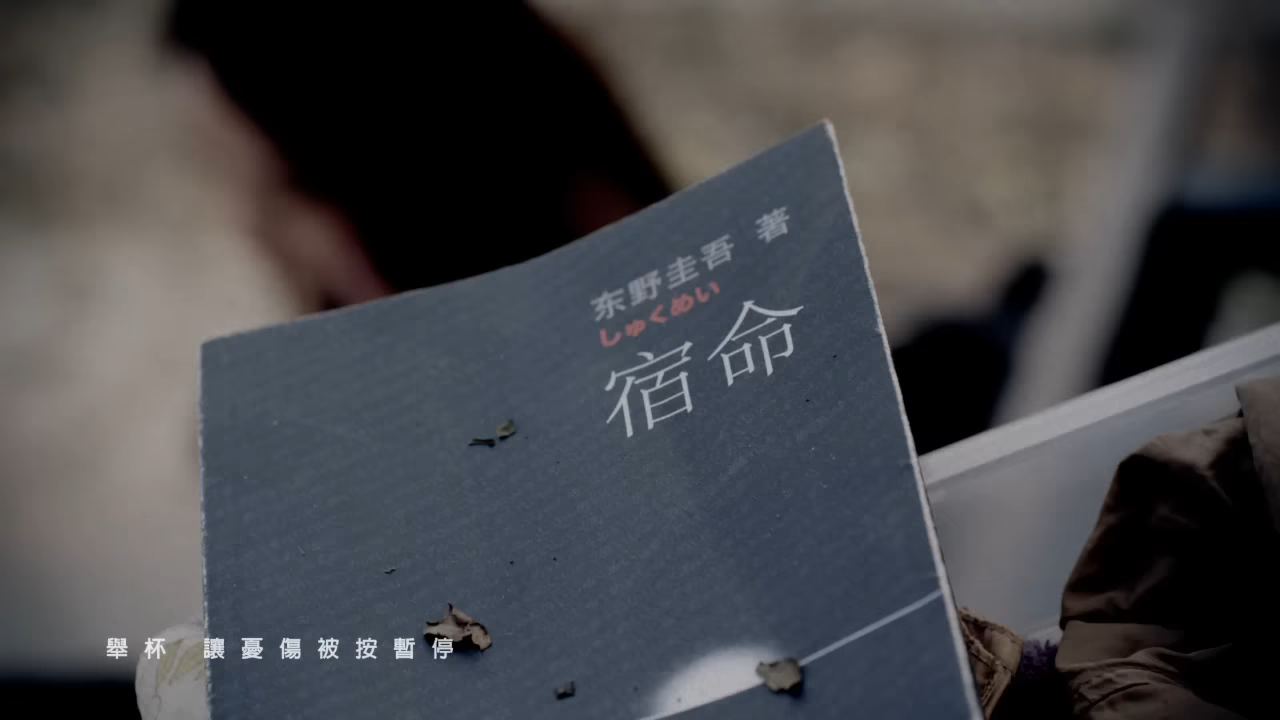 东野圭吾 著
しゅくめい
宿命
舉杯 讓憂傷被按暫停